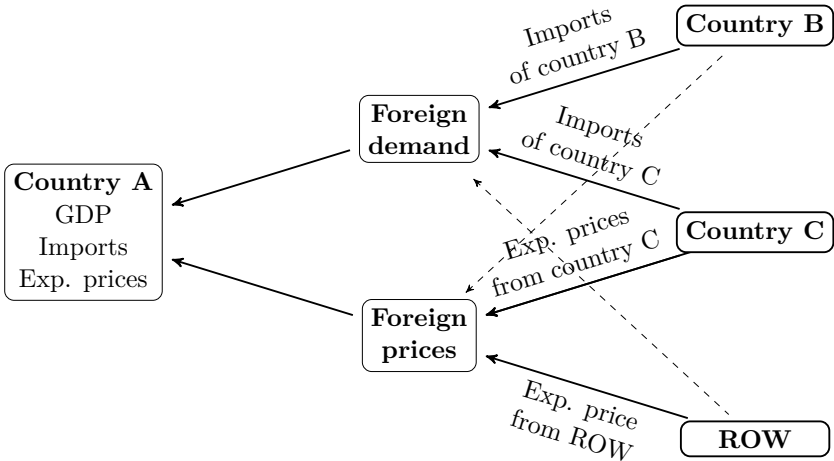 Country B
Imports
of country B
Foreign
demand
Imports
of country C
Country A
GDP
Imports
Exp. prices
Country C
Exp. prices
from country C
Foreign
prices
Exp. price
from ROW
ROW